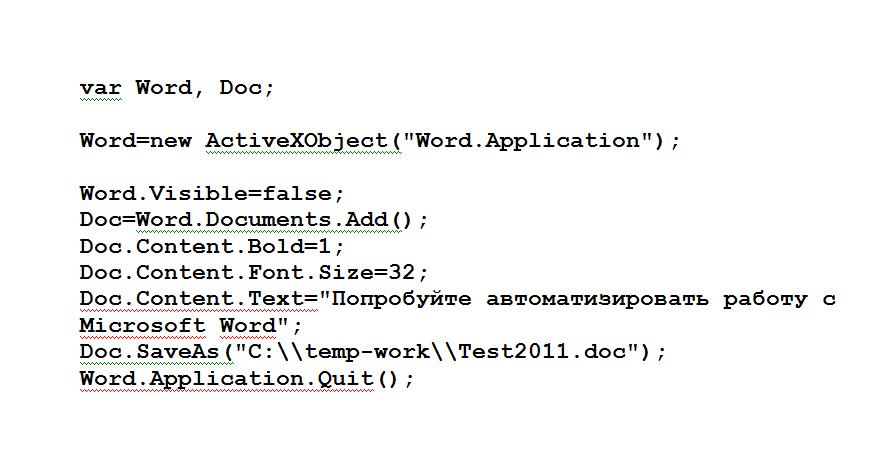 var Word, Doc;
Word=new ActiveXObject("Word.Application");
Word.Visible=false;
Doc=Word.Documents.Add();
Doc.Content.Bold=1;
Doc.Content.Font.Size=32;
Doc.Content.Text="Попробуйте автоматизировать работу с
Microsoft Word";
Doc.SaveAs("C:\\temp-work\\Test2011.doc");
Word.Application.Quit();